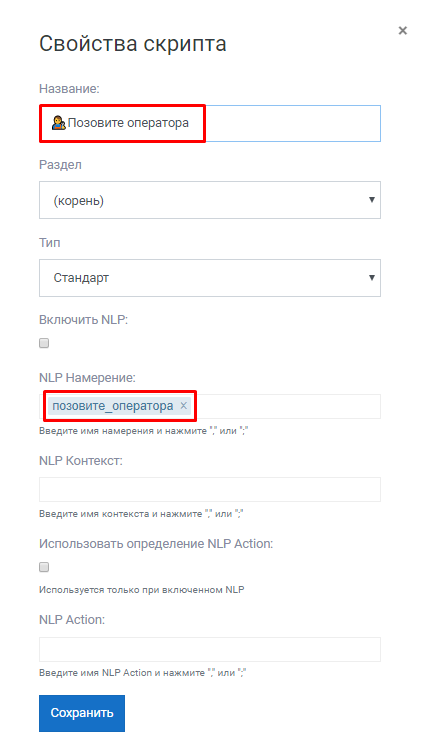 Свойства скрипта
×
Название:
Позовите оператора
Раздел
(корень)
Тип
Стандарт
Включить NLP:
NLP Намерение:
позовите_оператора ×
Введите имя намерения и нажмите "," или ";"
NLP Контекст:
Введите имя контекста и нажмите "," или ";"
Использовать определение NLP Action:
Используется только при включенном NLP
NLP Action:
Введите имя NLP Action и нажмите "," или ";"
Сохранить